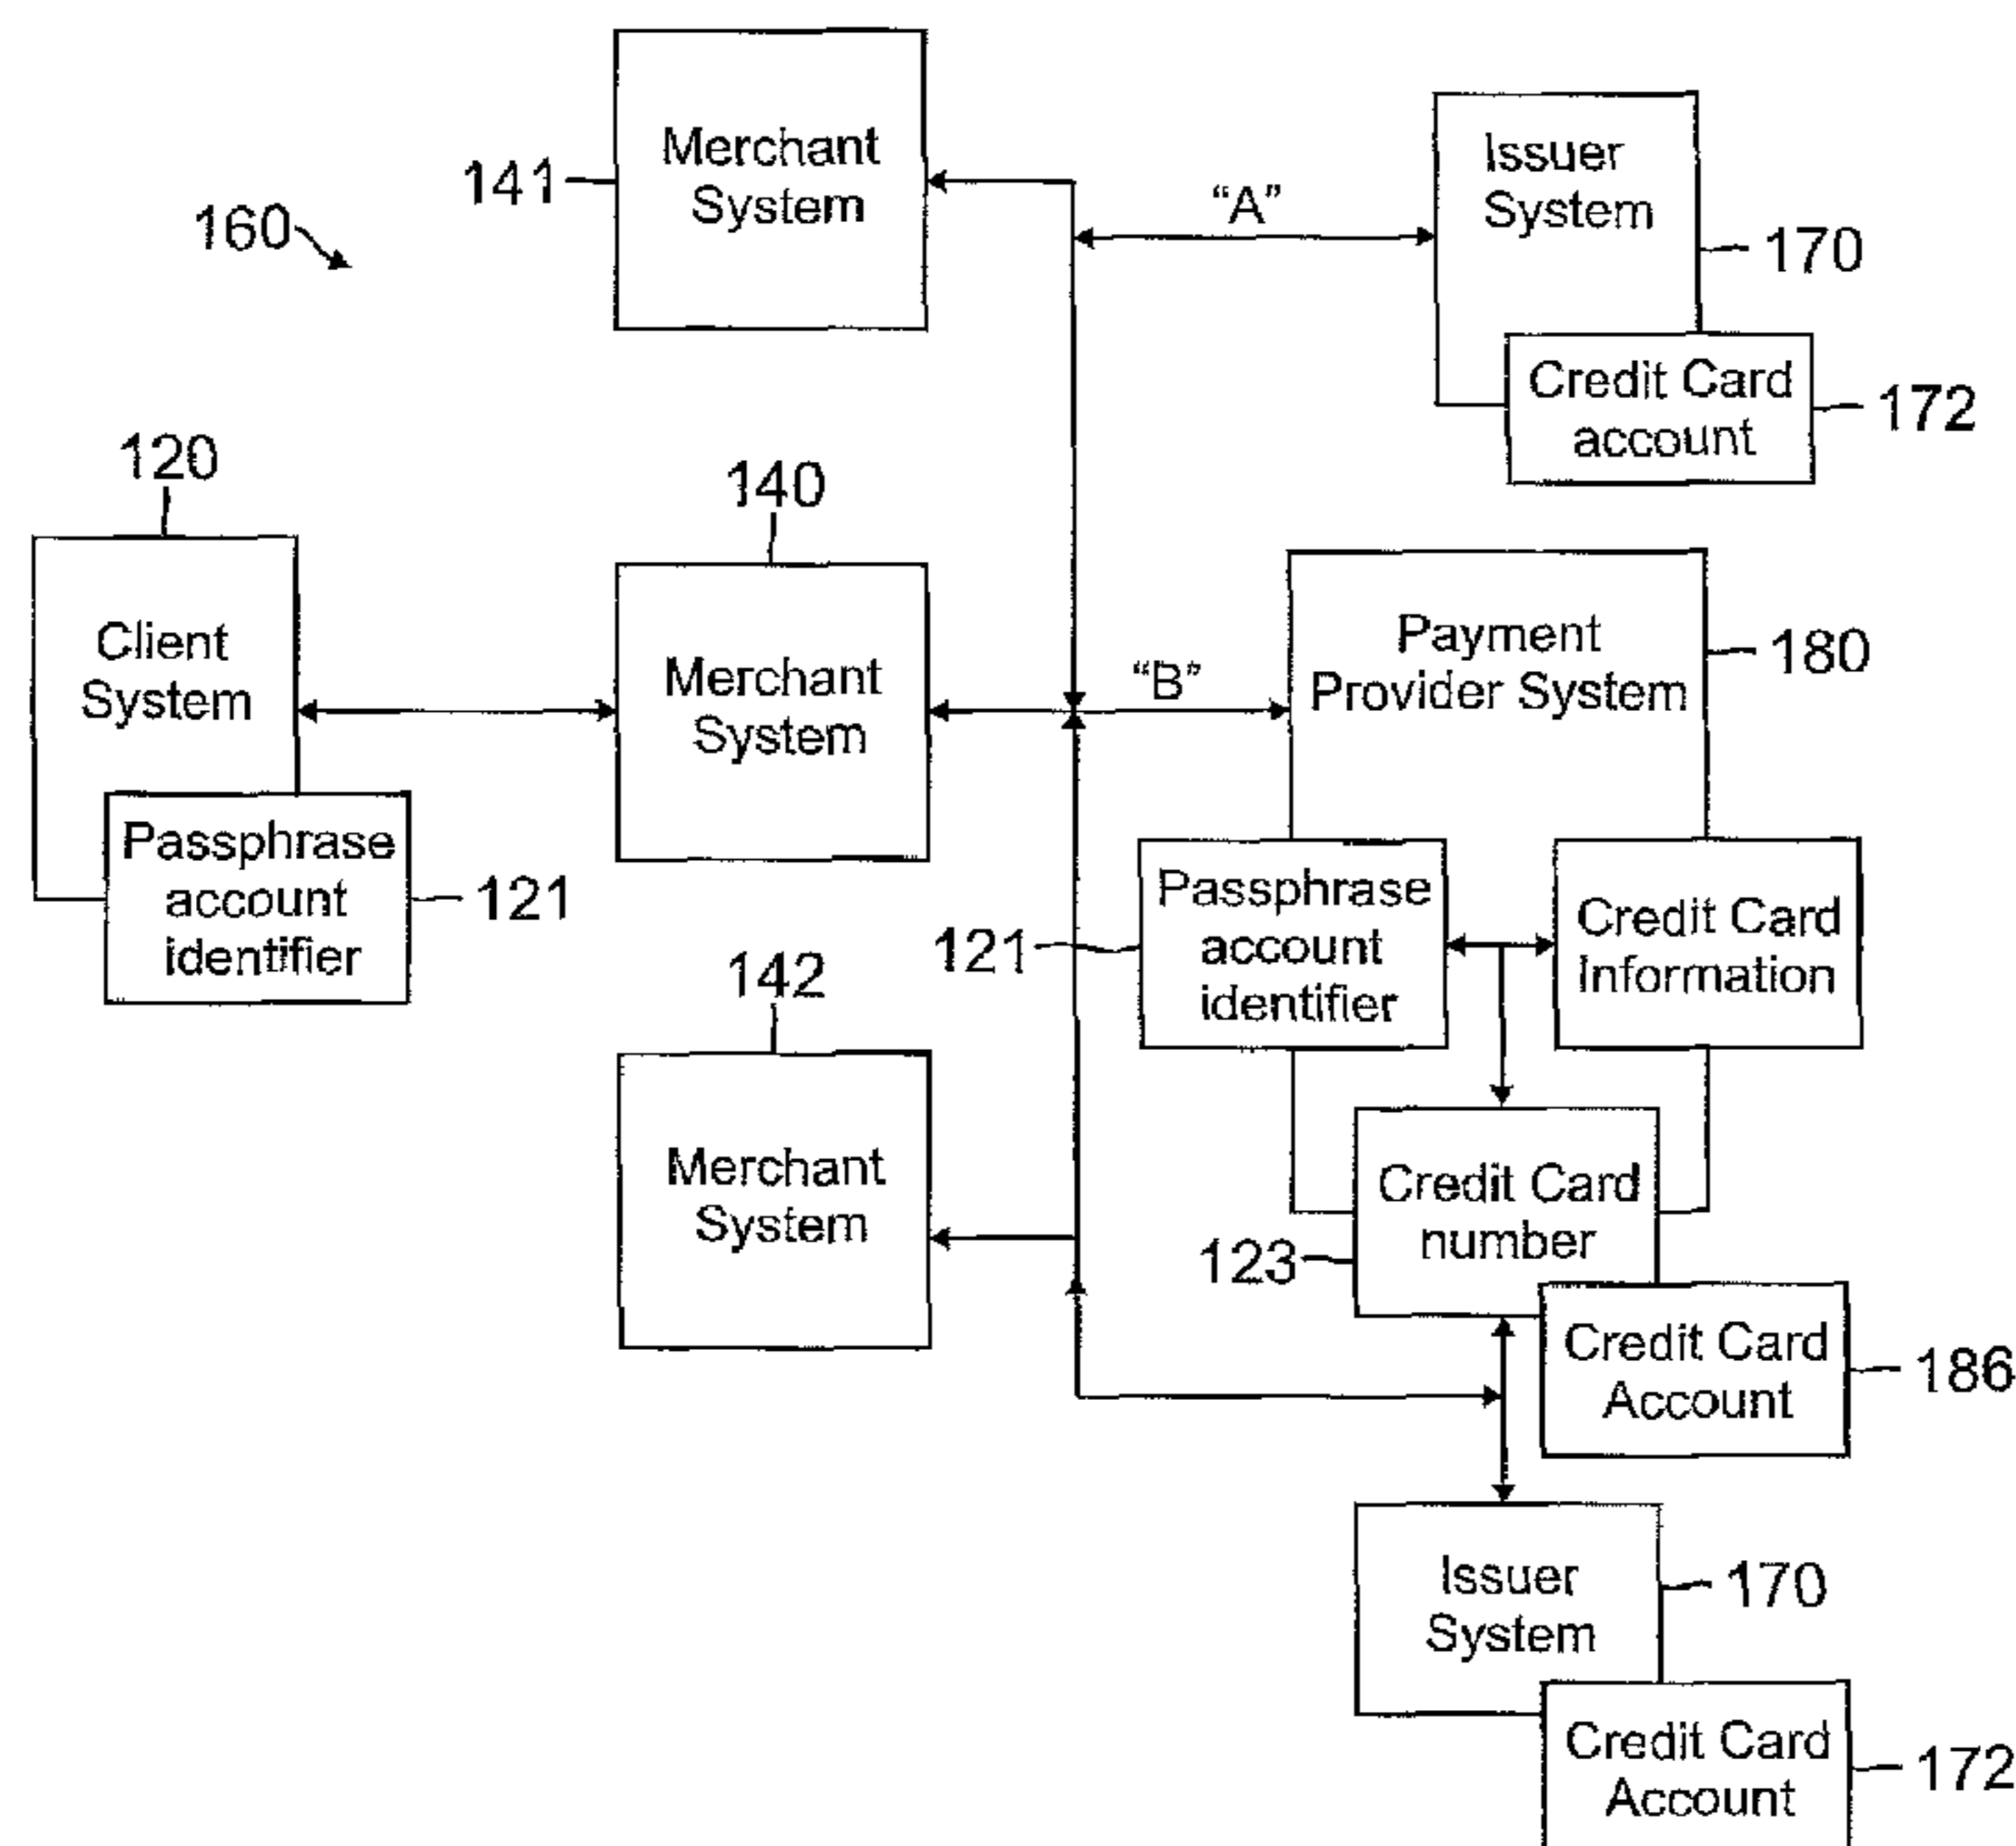 Merchant
System
141
160
"A"
Issuer
System
170
Credit Card
account
172
120
Client
System
Passphrase
account
identifier
121
140
Merchant
System
"B"
Payment
Provider System
180
Passphrase
account
identifier
121
Credit Card
Information
142
Merchant
System
Credit Card
number
123
Credit Card
Account
186
Issuer
System
170
Credit Card
Account
172